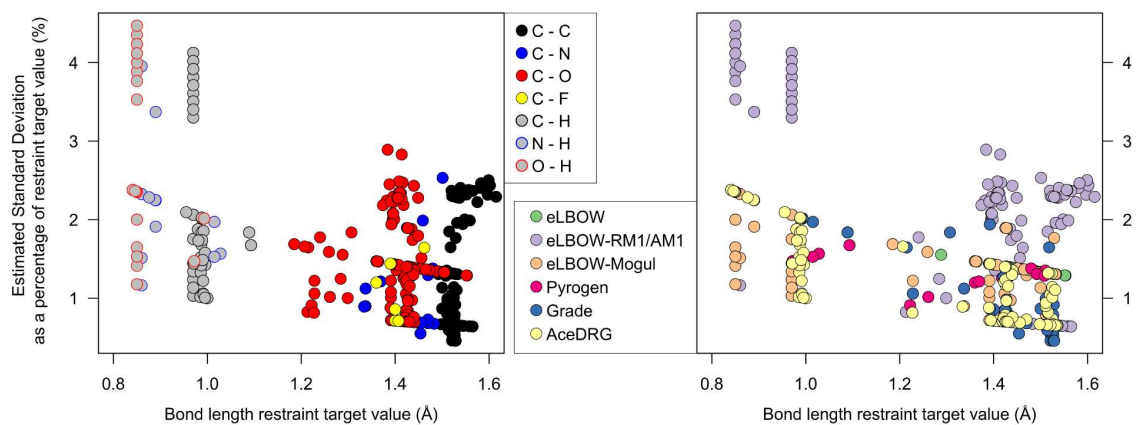 Estimated Standard Deviation
as a percentage of restraint target value (%)
4
3
2
1
0.8 1.0 1.2 1.4 1.6
Bond length restraint target value (Å)
C - C
C - N
C - O
C - F
C - H
N - H
O - H
eLBOW
eLBOW-RM1/AM1
eLBOW-Mogul
Pyrogen
Grade
AceDRG
4
3
2
1
0.8 1.0 1.2 1.4 1.6
Bond length restraint target value (Å)